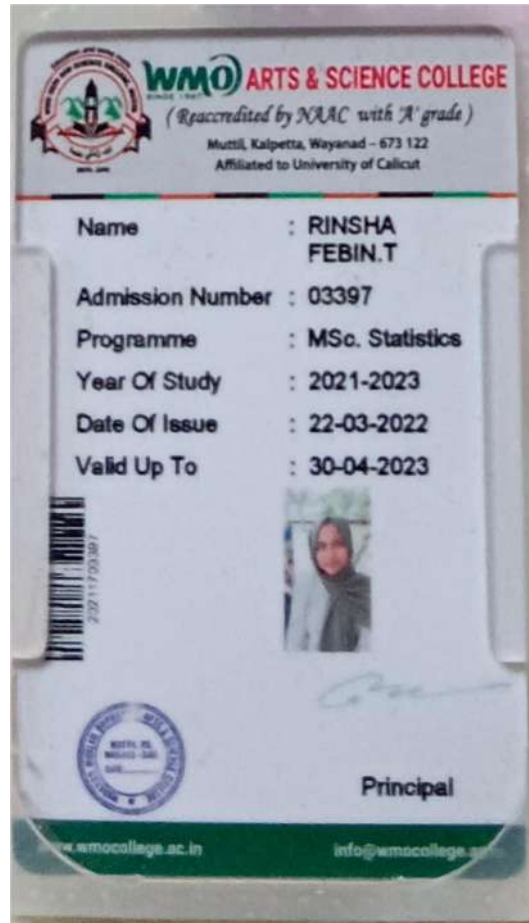 WMO ARTS & SCIENCE COLLEGE
SINCE 1967
(Reaccredited by NAAC with 'A' grade)
Muttil, Kalpetta, Wayanad – 673 122
Affiliated to University of Calicut
Name : RINSHA
FEBIN.T
Admission Number : 03397
Programme : MSc. Statistics
Year Of Study : 2021-2023
Date Of Issue : 22-03-2022
Valid Up To : 30-04-2023
Principal
www.wmocollege.ac.in info@wmocollege.